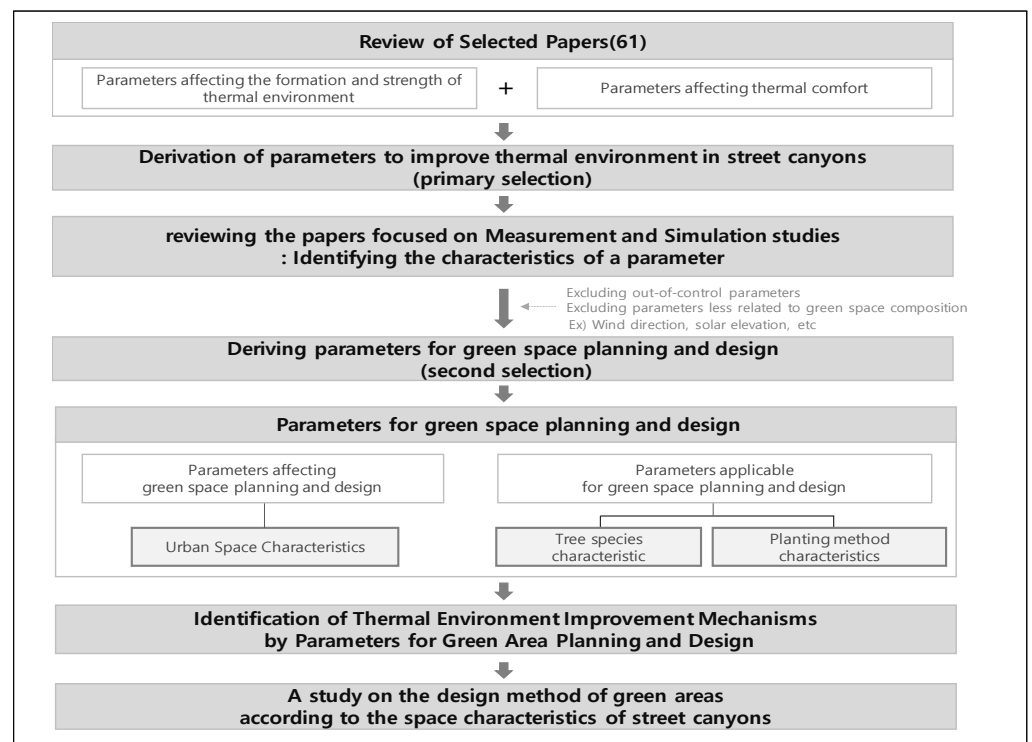 Review of Selected Papers(61)
Parameters affecting the formation and strength of
thermal environment
+
Parameters affecting thermal comfort
Derivation of parameters to improve thermal environment in street canyons
(primary selection)
reviewing the papers focused on Measurement and Simulation studies
: Identifying the characteristics of a parameter
Excluding out-of-control parameters
Excluding parameters less related to green space composition
Ex) Wind direction, solar elevation, etc
Deriving parameters for green space planning and design
(second selection)
Parameters for green space planning and design
Parameters affecting
green space planning and design
Parameters applicable
for green space planning and design
Urban Space Characteristics
Tree species
characteristic
Planting method
characteristics
Identification of Thermal Environment Improvement Mechanisms
by Parameters for Green Area Planning and Design
A study on the design method of green areas
according to the space characteristics of street canyons